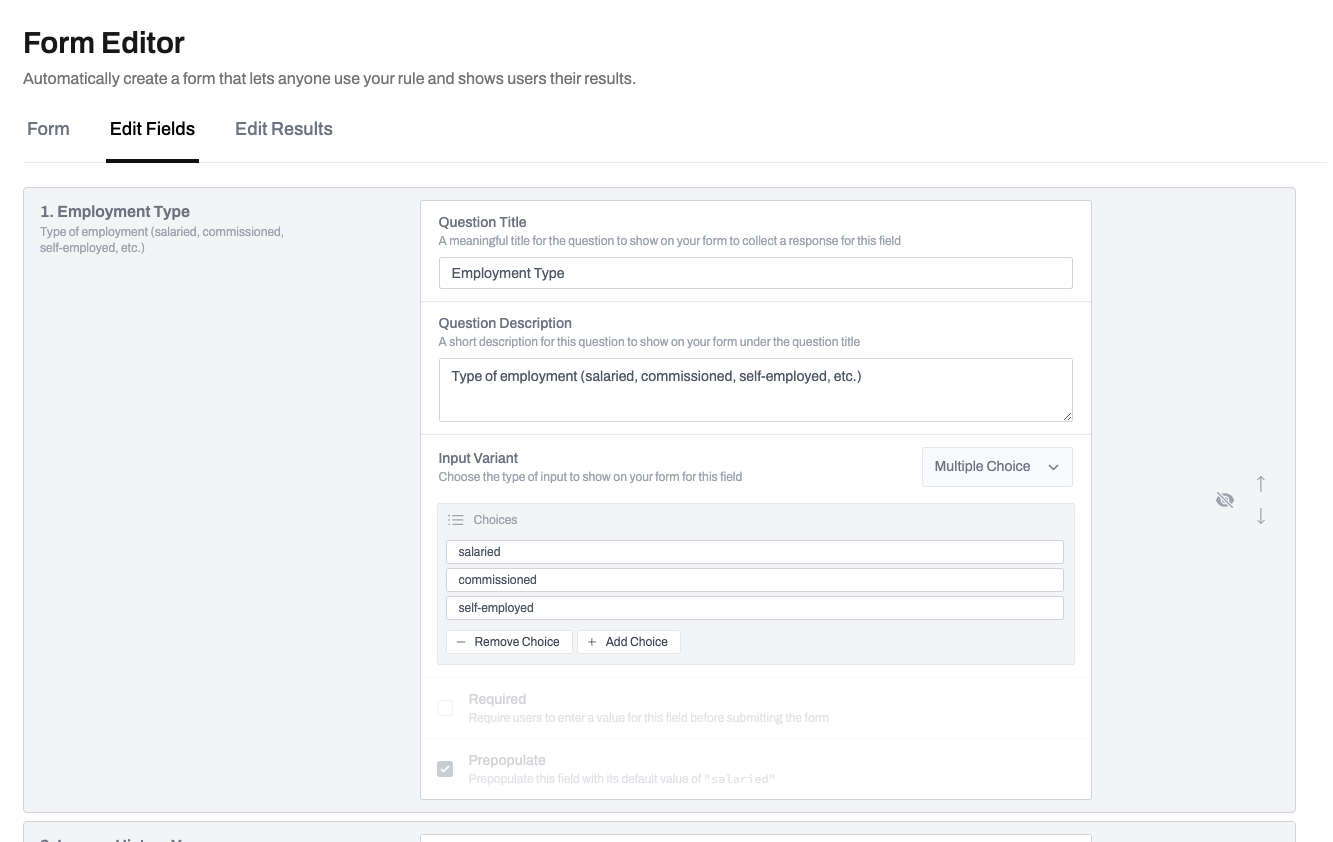 Form Editor
Automatically create a form that lets anyone use your rule and shows users their results.
Form
Edit Fields
Edit Results
1. Employment Type
Type of employment (salaried, commissioned,
self-employed, etc.)
Question Title
A meaningful title for the question to show on your form to collect a response for this field
Employment Type
Question Description
A short description for this question to show on your form under the question title
Type of employment (salaried, commissioned, self-employed, etc.)
Input Variant
Choose the type of input to show on your form for this field
Multiple Choice
Choices
salaried
commissioned
self-employed
Remove Choice
Add Choice
Required
Require users to enter a value for this field before submitting the form
Prepopulate
Prepopulate this field with its default value of "salaried"